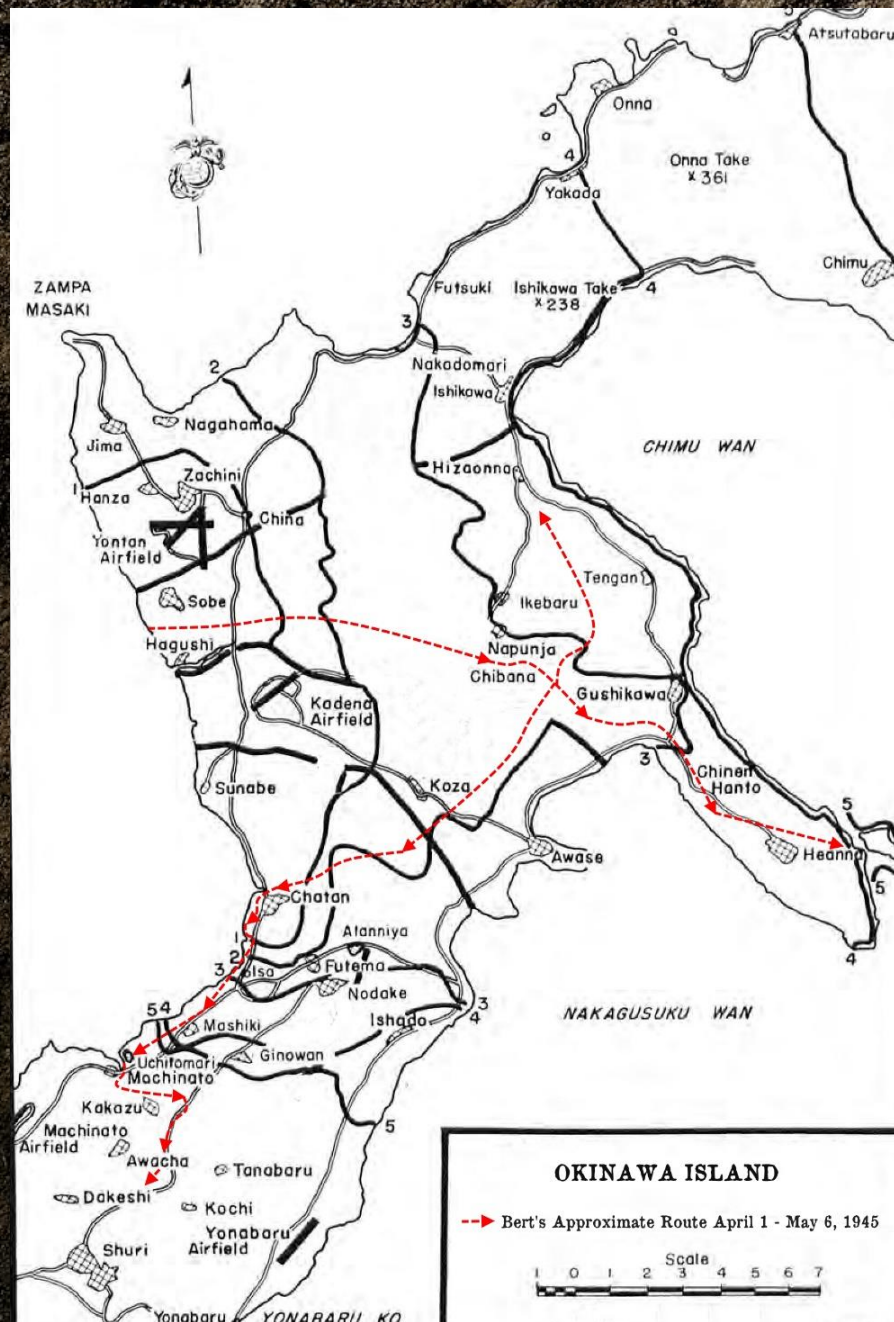 5
Atsutabaru
Onna
4
Onna Take
x 361
Yakada
Chimu
ZAMPA
MASAKI
Futsuki
Ishikawa Take
x 238
4
3
2
Nakadomari
Ishikawa
Nagahama
Jima
CHIMU WAN
Zachini
Hizaonna
1
Hanza
China
Yontan
Airfield
Tengan
Sobe
Ikebaru
Hagushi
Napunja
Chibana
Gushikawa
Kadena
Airfield
3
Chinen
Hanto
Sunabe
Koza
5
Awase
Heanna
5
Chatan
Atanniya
1
2
4
3
Isa
Futema
Nodake
3
4
54
Mashiki
Ishado
NAKAGUSUKU WAN
Uchitomari
Ginowan
Machinato
Kakazu
5
Machinato
Airfield
Awacha
Tanabaru
Dakeshi
Kochi
Yonabaru
Airfield
Shuri
Yonabaru
YONABARU KO
OKINAWA ISLAND
Bert's Approximate Route April 1 - May 6, 1945
Scale
1 0 1 2 3 4 5 6 7